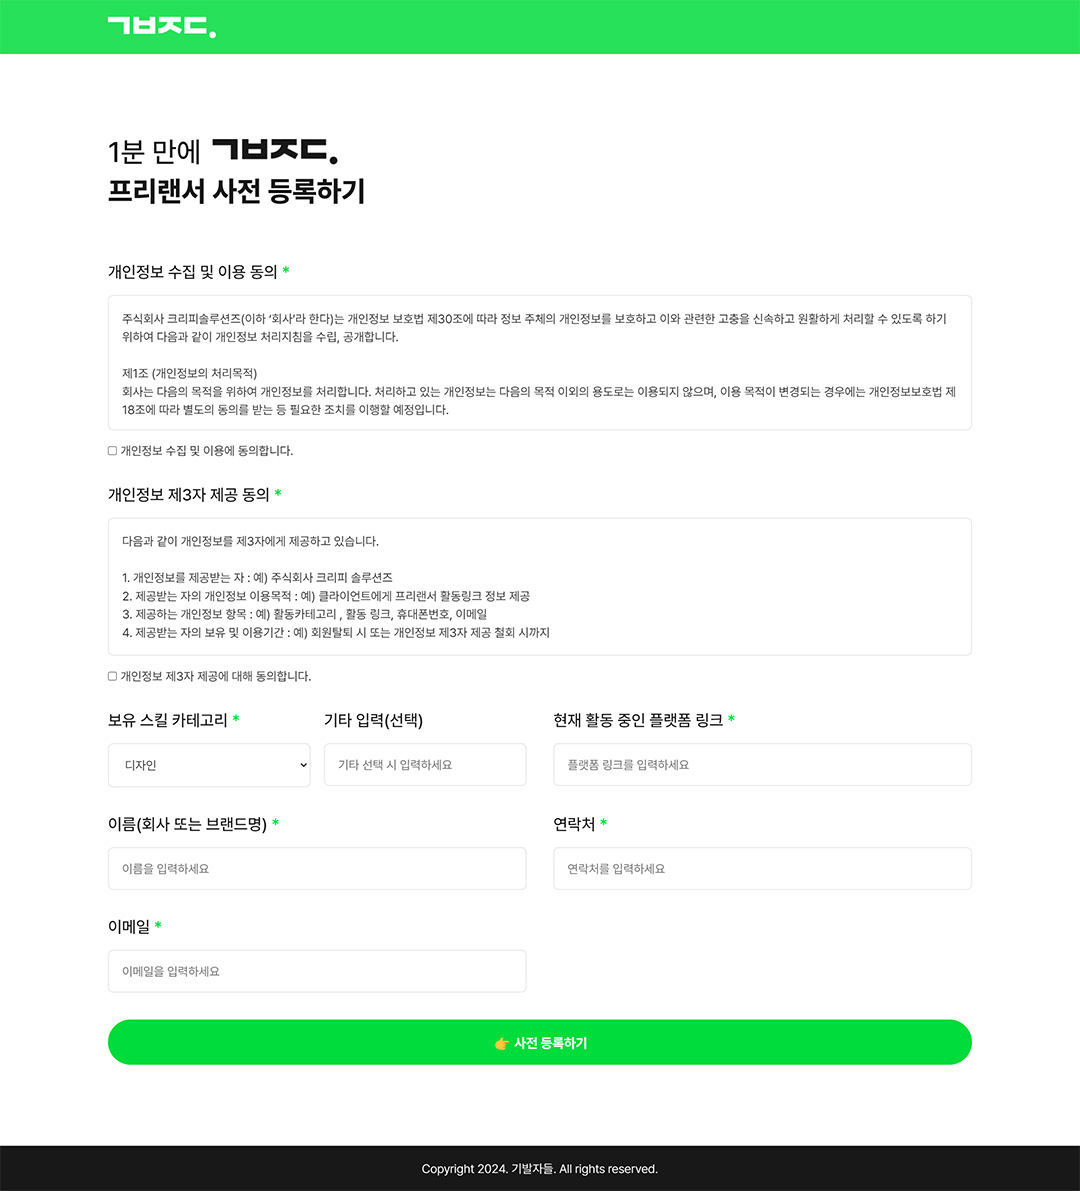 ㄱㅂㅈㄷ.
1분 만에 ㄱㅂㅈㄷ.
프리랜서 사전 등록하기
개인정보 수집 및 이용 동의 *
주식회사 크리피솔루션즈(이하 ‘회사’라 한다)는 개인정보 보호법 제30조에 따라 정보 주체의 개인정보를 보호하고 이와 관련한 고충을 신속하고 원활하게 처리할 수 있도록 하기
위하여 다음과 같이 개인정보 처리지침을 수립, 공개합니다.
제1조 (개인정보의 처리목적)
회사는 다음의 목적을 위하여 개인정보를 처리합니다. 처리하고 있는 개인정보는 다음의 목적 이외의 용도로는 이용되지 않으며, 이용 목적이 변경되는 경우에는 개인정보보호법 제
18조에 따라 별도의 동의를 받는 등 필요한 조치를 이행할 예정입니다.
개인정보 수집 및 이용에 동의합니다.
개인정보 제3자 제공 동의 *
다음과 같이 개인정보를 제3자에게 제공하고 있습니다.
1. 개인정보를 제공받는 자 : 예) 주식회사 크리피 솔루션즈
2. 제공받는 자의 개인정보 이용목적 : 예) 클라이언트에게 프리랜서 활동링크 정보 제공
3. 제공하는 개인정보 항목 : 예) 활동카테고리 , 활동 링크, 휴대폰번호, 이메일
4. 제공받는 자의 보유 및 이용기간 : 예) 회원탈퇴 시 또는 개인정보 제3자 제공 철회 시까지
개인정보 제3자 제공에 대해 동의합니다.
보유 스킬 카테고리 *
디자인
기타 입력(선택)
기타 선택 시 입력하세요
현재 활동 중인 플랫폼 링크 *
플랫폼 링크를 입력하세요
이름(회사 또는 브랜드명) *
이름을 입력하세요
연락처 *
연락처를 입력하세요
이메일 *
이메일을 입력하세요
👉 사전 등록하기
Copyright 2024. 기발자들. All rights reserved.